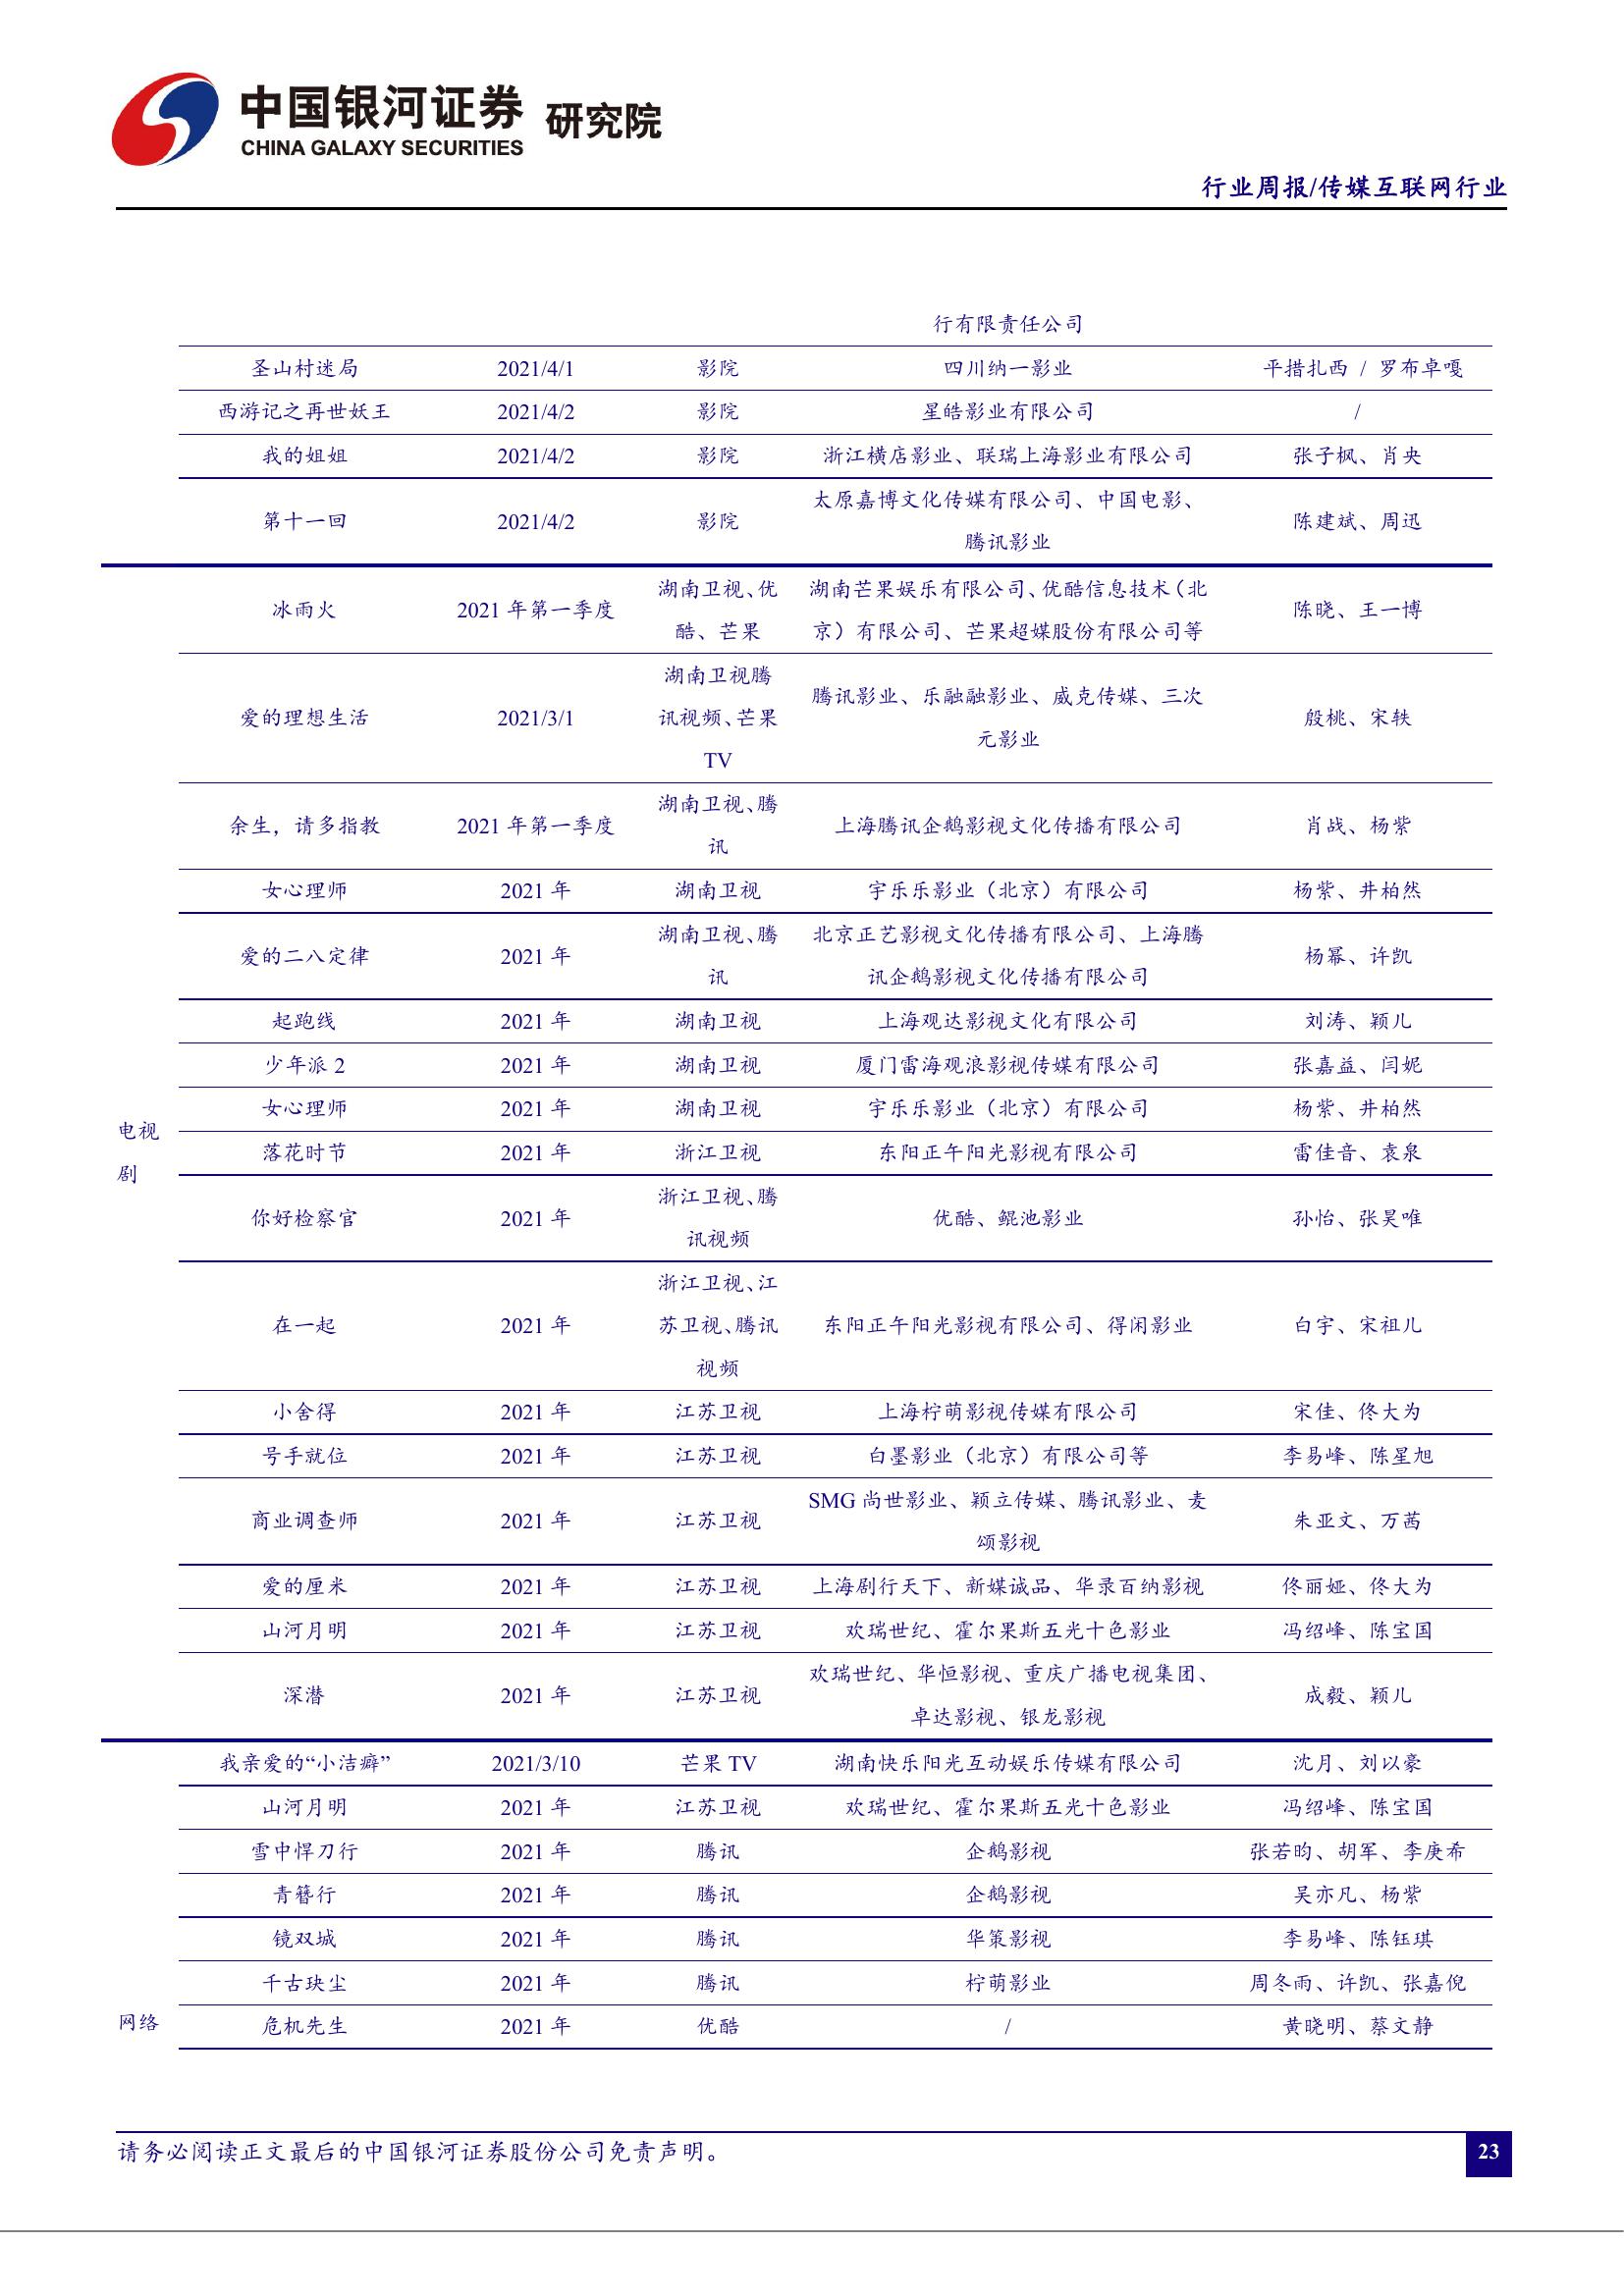 中国银河证券 研究院
CHINA GALAXY SECURITIES
行业周报/传媒互联网行业
行有限责任公司
圣山村迷局 2021/4/1 影院 四川纳一影业 平措扎西 / 罗布卓嘎
西游记之再世妖王 2021/4/2 影院 星皓影业有限公司 /
我的姐姐 2021/4/2 影院 浙江横店影业、联瑞上海影业有限公司 张子枫、肖央
太原嘉博文化传媒有限公司、中国电影、
第十一回 2021/4/2 影院 陈建斌、周迅
腾讯影业
湖南卫视、优 湖南芒果娱乐有限公司、优酷信息技术（北
冰雨火 2021 年第一季度 陈晓、王一博
酷、芒果 京）有限公司、芒果超媒股份有限公司等
湖南卫视腾
腾讯影业、乐融融影业、威克传媒、三次
爱的理想生活 2021/3/1 讯视频、芒果 殷桃、宋轶
元影业
TV
湖南卫视、腾
余生，请多指教 2021 年第一季度 上海腾讯企鹅影视文化传播有限公司 肖战、杨紫
讯
女心理师 2021 年 湖南卫视 宇乐乐影业（北京）有限公司 杨紫、井柏然
湖南卫视、腾 北京正艺影视文化传播有限公司、上海腾
爱的二八定律 2021 年 杨幂、许凯
讯 讯企鹅影视文化传播有限公司
起跑线 2021 年 湖南卫视 上海观达影视文化有限公司 刘涛、颖儿
少年派 2 2021 年 湖南卫视 厦门雷海观浪影视传媒有限公司 张嘉益、闫妮
女心理师 2021 年 湖南卫视 宇乐乐影业（北京）有限公司 杨紫、井柏然
电视
落花时节 2021 年 浙江卫视 东阳正午阳光影视有限公司 雷佳音、袁泉
剧
浙江卫视、腾
你好检察官 2021 年 优酷、鲲池影业 孙怡、张昊唯
讯视频
浙江卫视、江
在一起 2021 年 苏卫视、腾讯 东阳正午阳光影视有限公司、得闲影业 白宇、宋祖儿
视频
小舍得 2021 年 江苏卫视 上海柠萌影视传媒有限公司 宋佳、佟大为
号手就位 2021 年 江苏卫视 白墨影业（北京）有限公司等 李易峰、陈星旭
SMG 尚世影业、颖立传媒、腾讯影业、麦
商业调查师 2021 年 江苏卫视 朱亚文、万茜
颂影视
爱的厘米 2021 年 江苏卫视 上海剧行天下、新媒诚品、华录百纳影视 佟丽娅、佟大为
山河月明 2021 年 江苏卫视 欢瑞世纪、霍尔果斯五光十色影业 冯绍峰、陈宝国
欢瑞世纪、华恒影视、重庆广播电视集团、
深潜 2021 年 江苏卫视 成毅、颖儿
卓达影视、银龙影视
我亲爱的“小洁癖” 2021/3/10 芒果 TV 湖南快乐阳光互动娱乐传媒有限公司 沈月、刘以豪
山河月明 2021 年 江苏卫视 欢瑞世纪、霍尔果斯五光十色影业 冯绍峰、陈宝国
雪中悍刀行 2021 年 腾讯 企鹅影视 张若昀、胡军、李庚希
青簪行 2021 年 腾讯 企鹅影视 吴亦凡、杨紫
镜双城 2021 年 腾讯 华策影视 李易峰、陈钰琪
千古玦尘 2021 年 腾讯 柠萌影业 周冬雨、许凯、张嘉倪
网络 危机先生 2021 年 优酷 / 黄晓明、蔡文静
请务必阅读正文最后的中国银河证券股份公司免责声明。
23